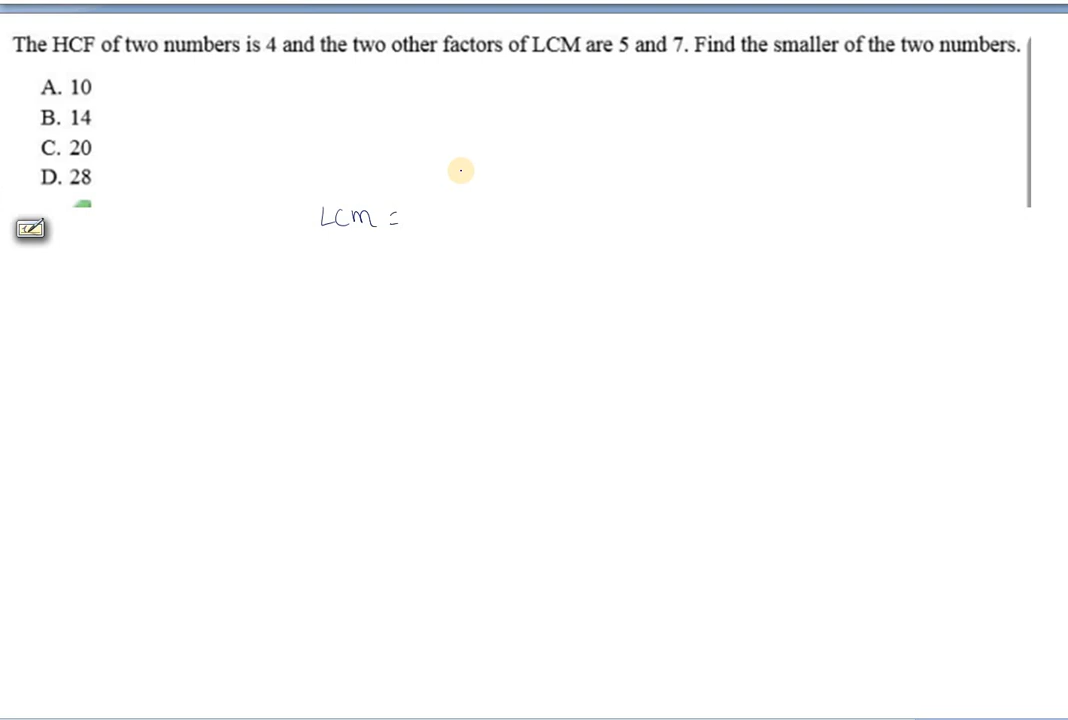 The HCF of two numbers is 4 and the two other factors of LCM are 5 and 7. Find the smaller of the two numbers.
A. 10
B. 14
C. 20
D. 28
LCM =